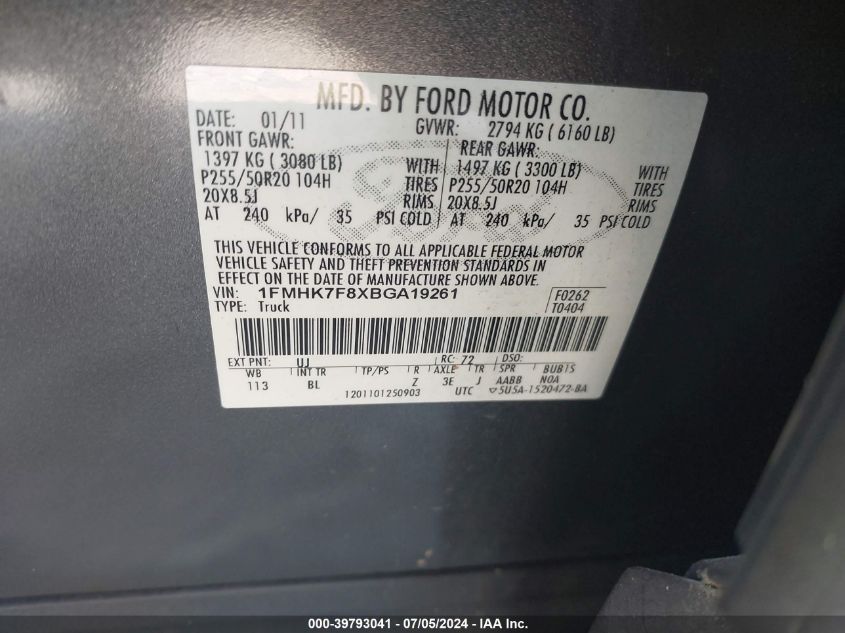 MFD. BY FORD MOTOR CO.
DATE: 01/11 GVWR: 2794 KG ( 6160 LB)
FRONT GAWR: REAR GAWR:
1397 KG ( 3080 LB) WITH 1497 KG ( 3300 LB) WITH
P255/50R20 104H TIRES P255/50R20 104H TIRES
20X8.5J RIMS 20X8.5J RIMS
AT 240 kPa/ 35 PSI COLD AT 240 kPa/ 35 PSI COLD
THIS VEHICLE CONFORMS TO ALL APPLICABLE FEDERAL MOTOR
VEHICLE SAFETY AND THEFT PREVENTION STANDARDS IN
EFFECT ON THE DATE OF MANUFACTURE SHOWN ABOVE.
VIN: 1FMHK7F8XBGA19261 F0262
TYPE: Truck T0404
EXT PNT: UJ RC: 72 DSO:
WB INT TR TP/PS R AXLE TR SPR BUB1S
113 BL Z 3E J AABB NOA
1201101250903 UTC ▽5U5A-1520472-BA
000-39793041 - 07/05/2024 - IAA Inc.